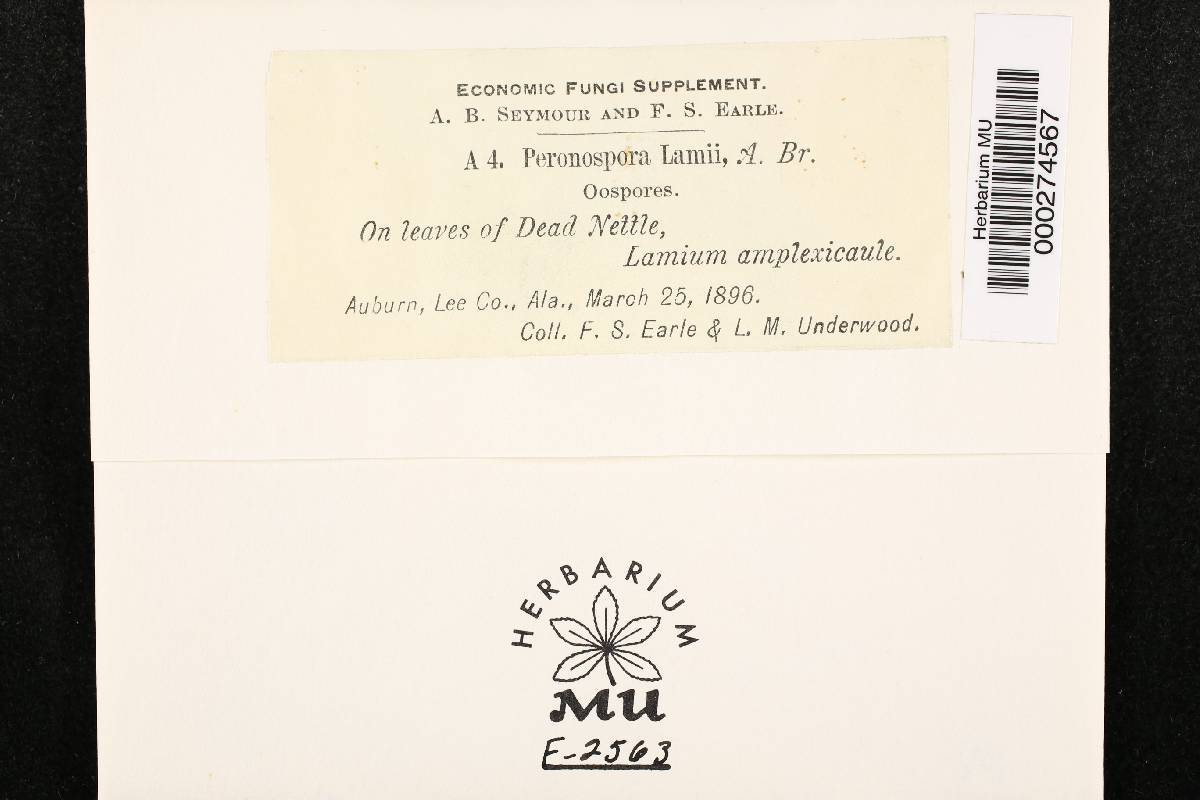 ECONOMIC FUNGI SUPPLEMENT.
A. B. SEYMOUR AND F. S. EARLE.
A 4. Peronospora Lamii, A. Br.
Oospores.
On leaves of Dead Nettle,
Lamium amplexicaule.
Auburn, Lee Co., Ala., March 25, 1896.
Coll. F. S. Earle & L. M. Underwood.
Herbarium MU
000274567
HERBARIUM
MU
F-2563